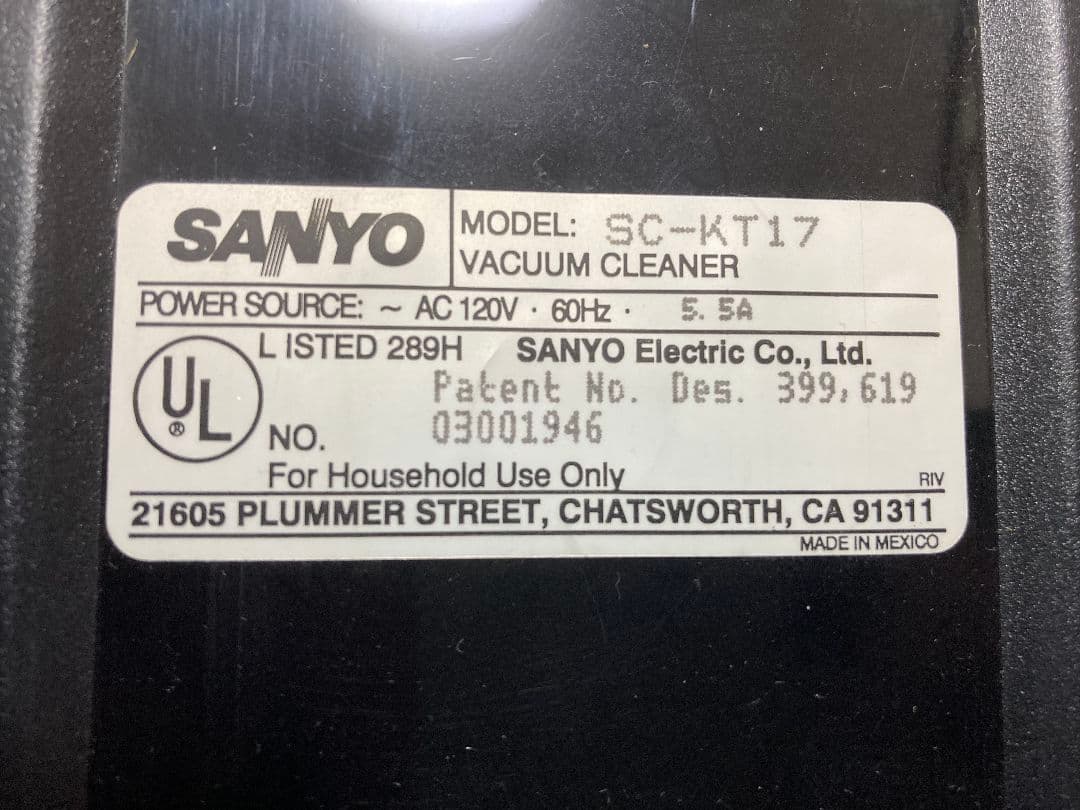 SANYO
MODEL: SC-KT17
VACUUM CLEANER
POWER SOURCE: ~ AC 120V · 60Hz · 5.5A
UL ®
LISTED 289H SANYO Electric Co., Ltd.
Patent No. Des. 399,619
NO. 03001946
For Household Use Only RIV
21605 PLUMMER STREET, CHATSWORTH, CA 91311
MADE IN MEXICO